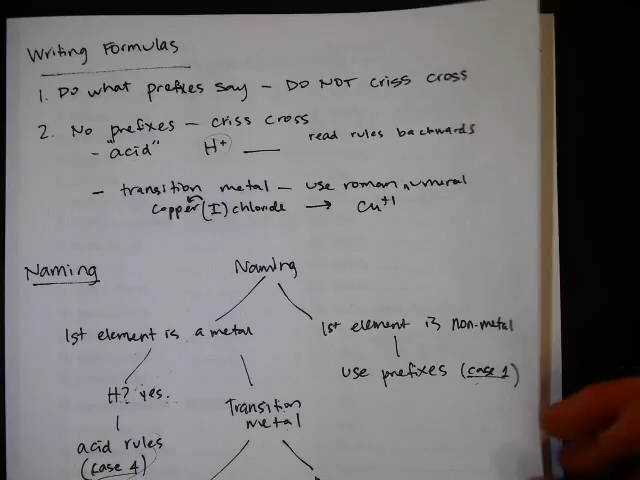 Writing Formulas
1. Do what prefixes say - DO NOT criss cross
2. No prefixes - criss cross
- "acid" H+ ___ read rules backwards
- transition metal - use roman numeral
copper (I) chloride → Cu+1
Naming
Naming
1st element is a metal
1st element is non-metal
use prefixes (case 1)
H? yes.
acid rules
(case 4)
Transition
metal